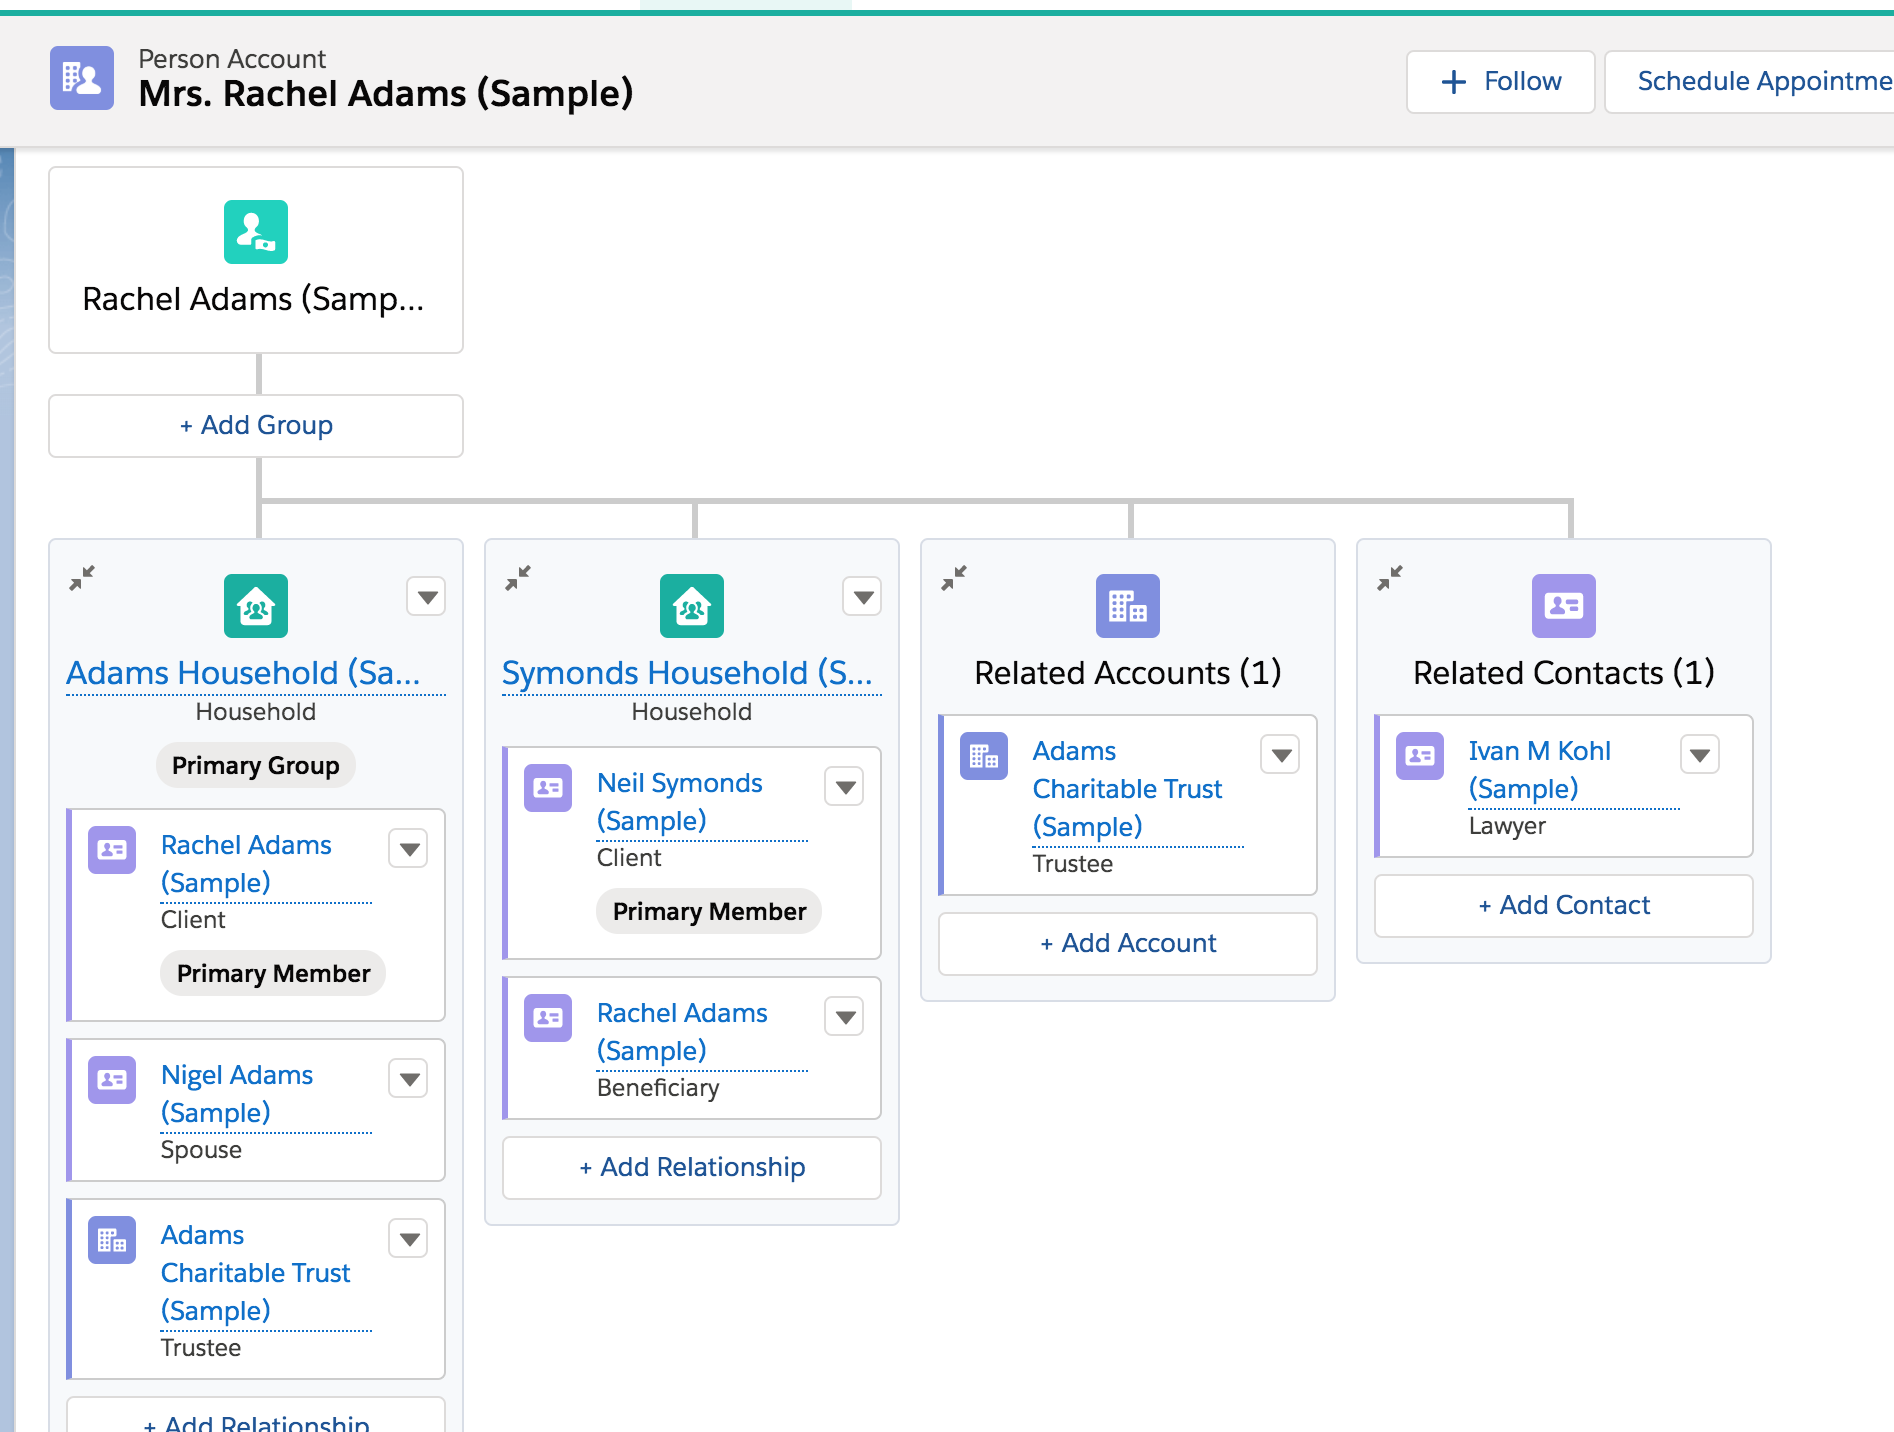 Person Account
Mrs. Rachel Adams (Sample)
+ Follow
Schedule Appointme
Rachel Adams (Samp...
+ Add Group
Adams Household (Sa...
Household
Primary Group
Rachel Adams
(Sample)
Client
Primary Member
Nigel Adams
(Sample)
Spouse
Adams
Charitable Trust
(Sample)
Trustee
+ Add Relationship
Symonds Household (S...
Household
Neil Symonds
(Sample)
Client
Primary Member
Rachel Adams
(Sample)
Beneficiary
+ Add Relationship
Related Accounts (1)
Adams
Charitable Trust
(Sample)
Trustee
+ Add Account
Related Contacts (1)
Ivan M Kohl
(Sample)
Lawyer
+ Add Contact